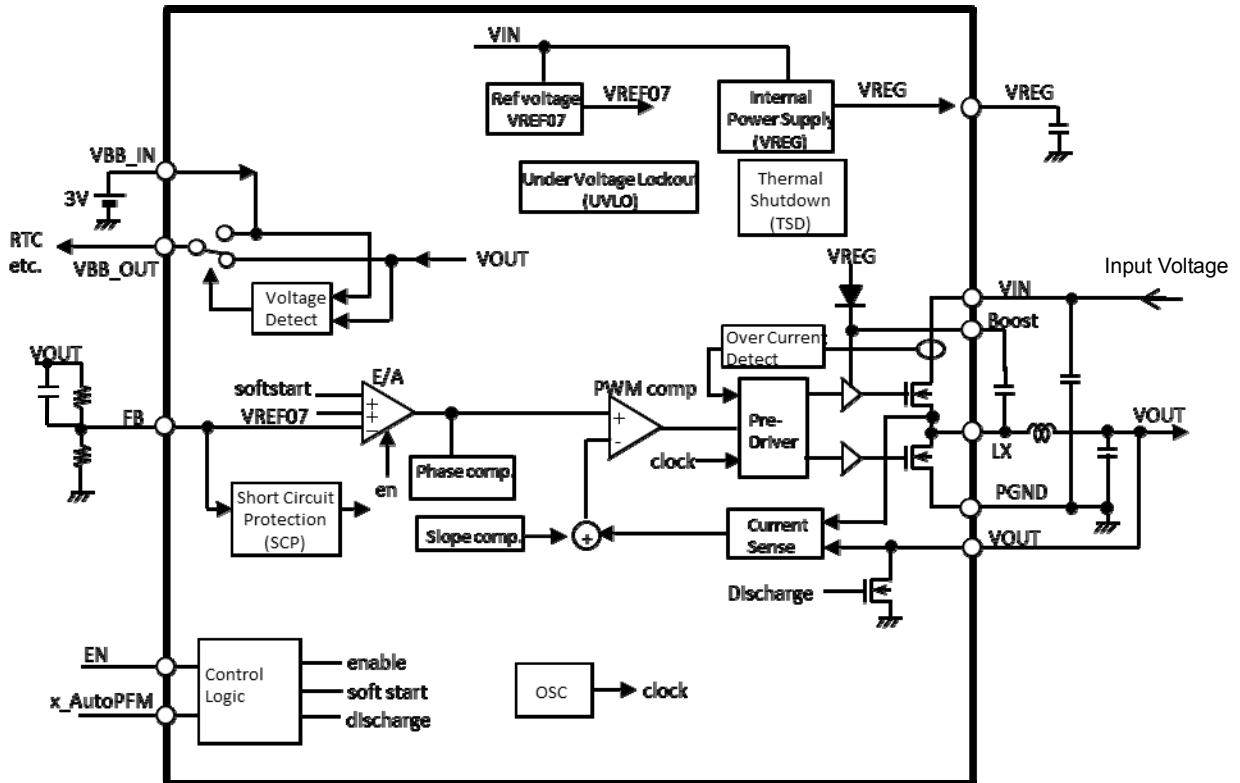 VIN
Ref voltage
VREF07
VREF07
Internal
Power Supply
(VREG)
VREG
VREG
VBB_IN
3V
Under Voltage Lockout
(UVLO)
Thermal
Shutdown
(TSD)
RTC
etc.
VBB_OUT
VOUT
VREG
Input Voltage
VIN
Voltage
Detect
Boost
Over Current
Detect
VOUT
E/A
softstart
PWM comp
VREF07
FB
+
+
-
+
-
Pre-
Driver
VOUT
LX
clock
en
Phase comp.
PGND
Short Circuit
Protection
(SCP)
Slope comp.
+
Current
Sense
VOUT
Discharge
EN
Control
Logic
enable
soft start
discharge
x_AutoPFM
OSC
clock